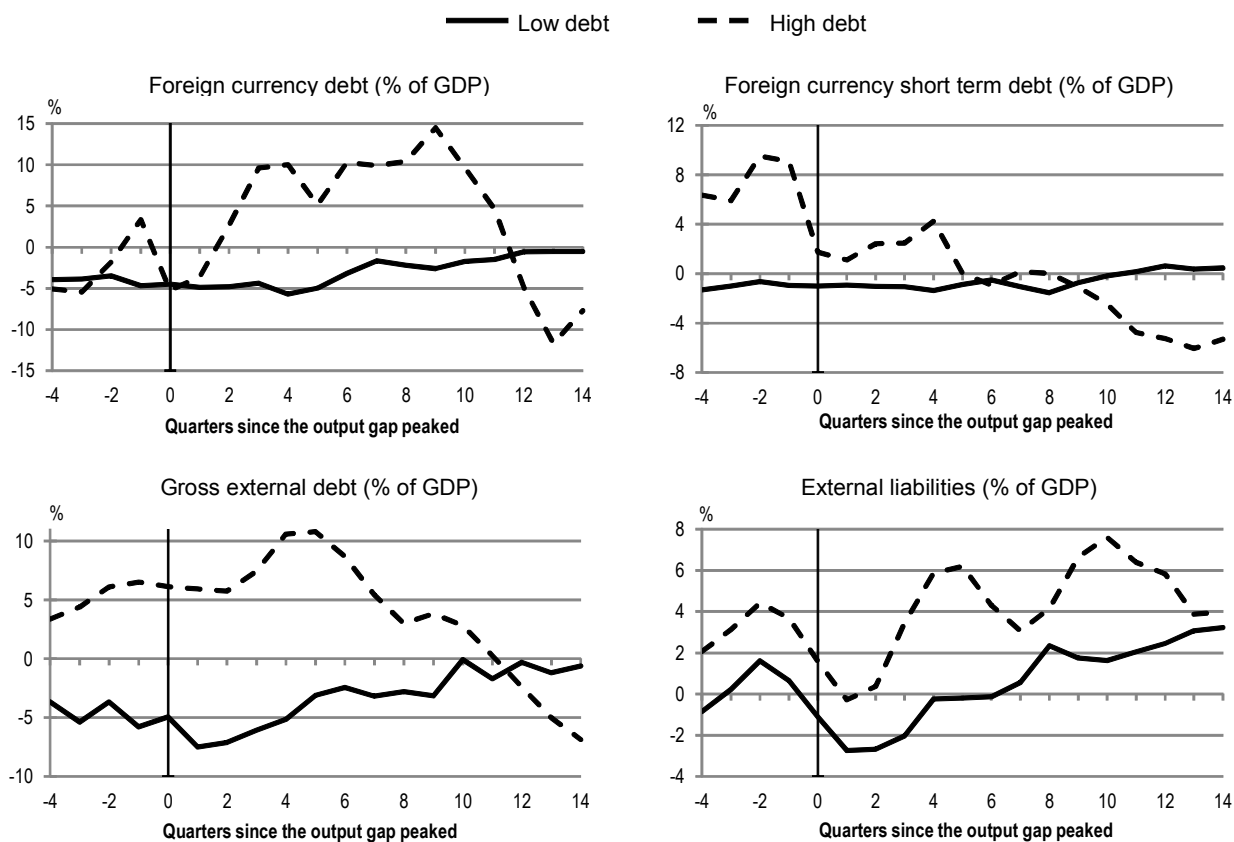 Low debt High debt
Foreign currency debt (% of GDP)
%
15
10
5
0
-5
-10
-15
-4 -2 0 2 4 6 8 10 12 14
Quarters since the output gap peaked
Foreign currency short term debt (% of GDP)
%
12
8
4
0
-4
-8
-4 -2 0 2 4 6 8 10 12 14
Quarters since the output gap peaked
Gross external debt (% of GDP)
%
10
5
0
-5
-10
-4 -2 0 2 4 6 8 10 12 14
Quarters since the output gap peaked
External liabilities (% of GDP)
%
8
6
4
2
0
-2
-4
-4 -2 0 2 4 6 8 10 12 14
Quarters since the output gap peaked